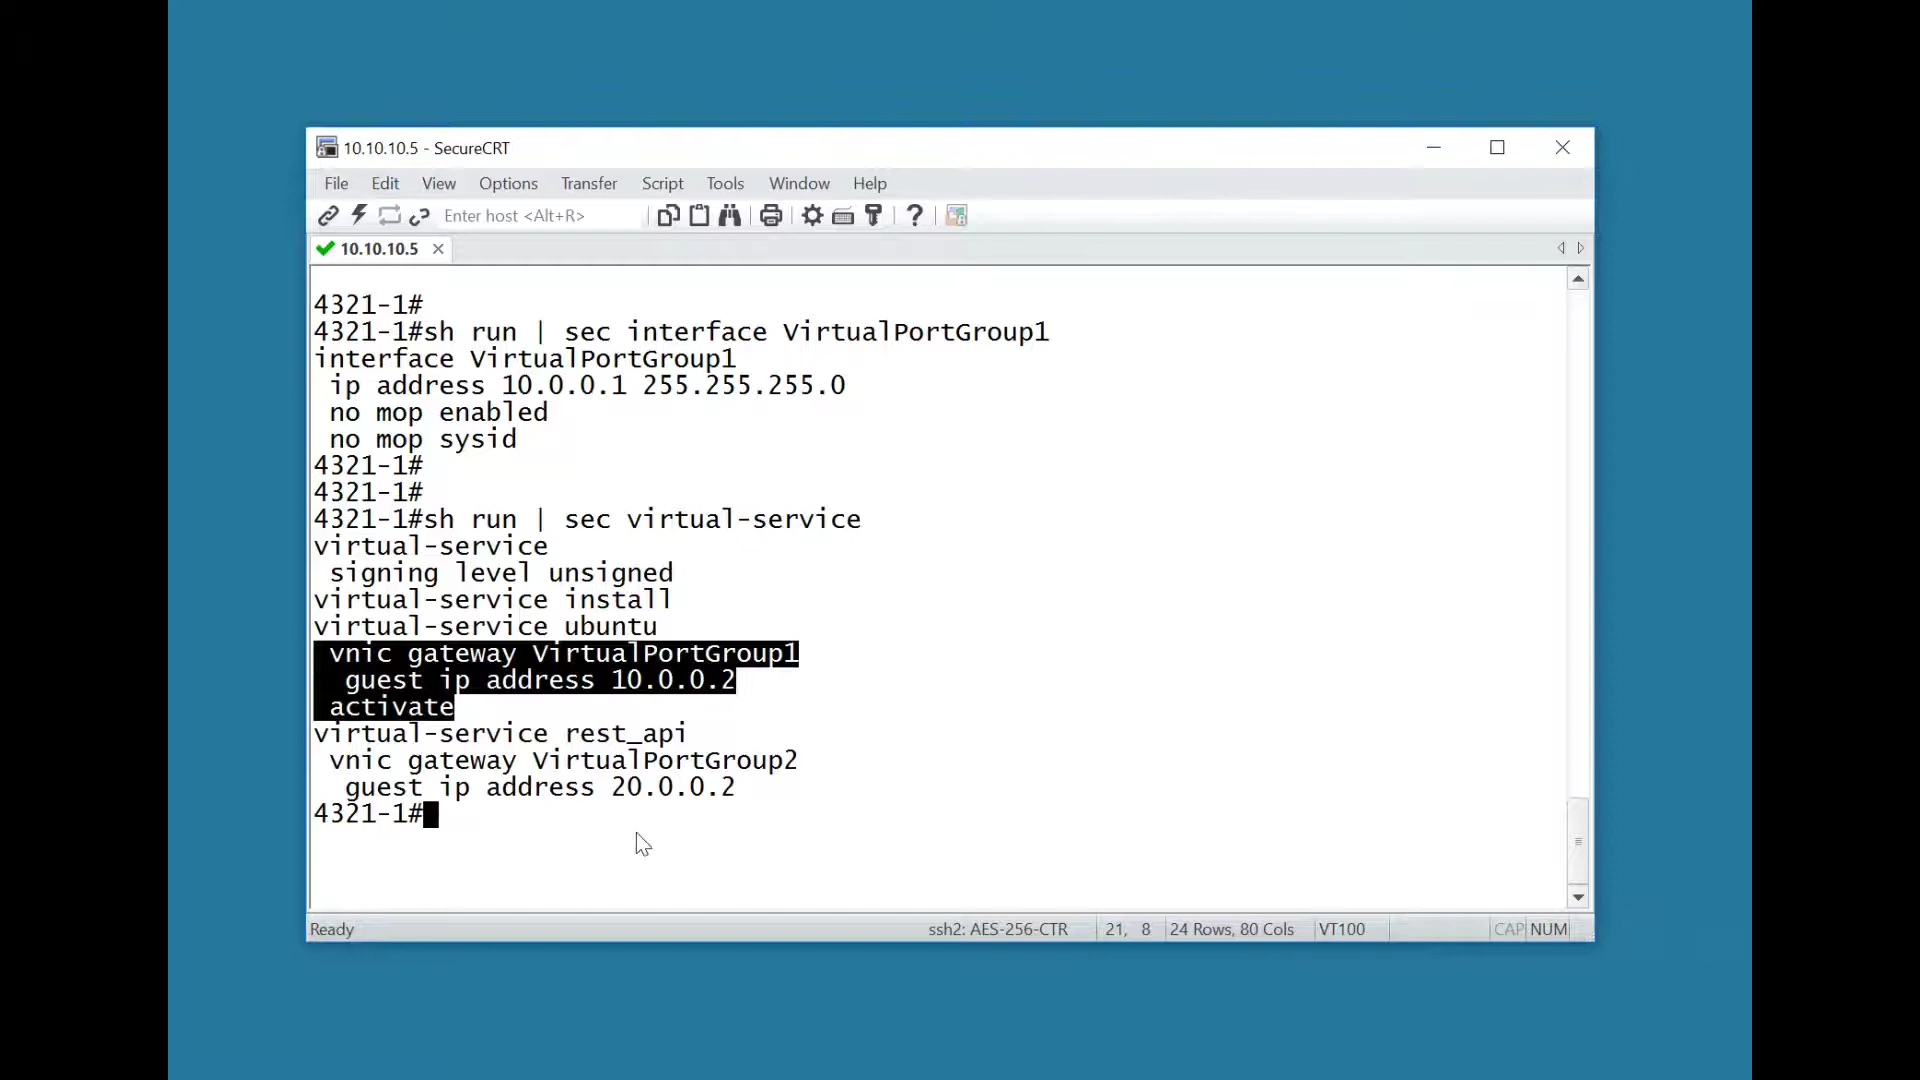 10.10.10.5 - SecureCRT
File Edit View Options Transfer Script Tools Window Help
Enter host <Alt+R>
10.10.10.5
4321-1#
4321-1#sh run | sec interface VirtualPortGroup1
interface VirtualPortGroup1
 ip address 10.0.0.1 255.255.255.0
 no mop enabled
 no mop sysid
4321-1#
4321-1#
4321-1#sh run | sec virtual-service
virtual-service
 signing level unsigned
virtual-service install
virtual-service ubuntu
 vnic gateway VirtualPortGroup1
  guest ip address 10.0.0.2
 activate
virtual-service rest_api
 vnic gateway VirtualPortGroup2
  guest ip address 20.0.0.2
4321-1#
Ready ssh2: AES-256-CTR 21, 8 24 Rows, 80 Cols VT100 CAP NUM